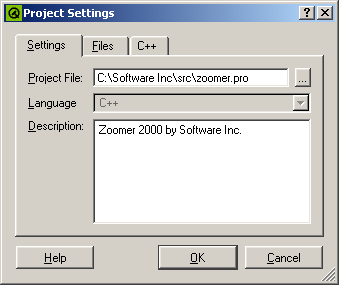 Project Settings
Settings Files C++
Project File: C:\Software Inc\src\zoomer.pro ...
Language C++
Description: Zoomer 2000 by Software Inc.
Help OK Cancel